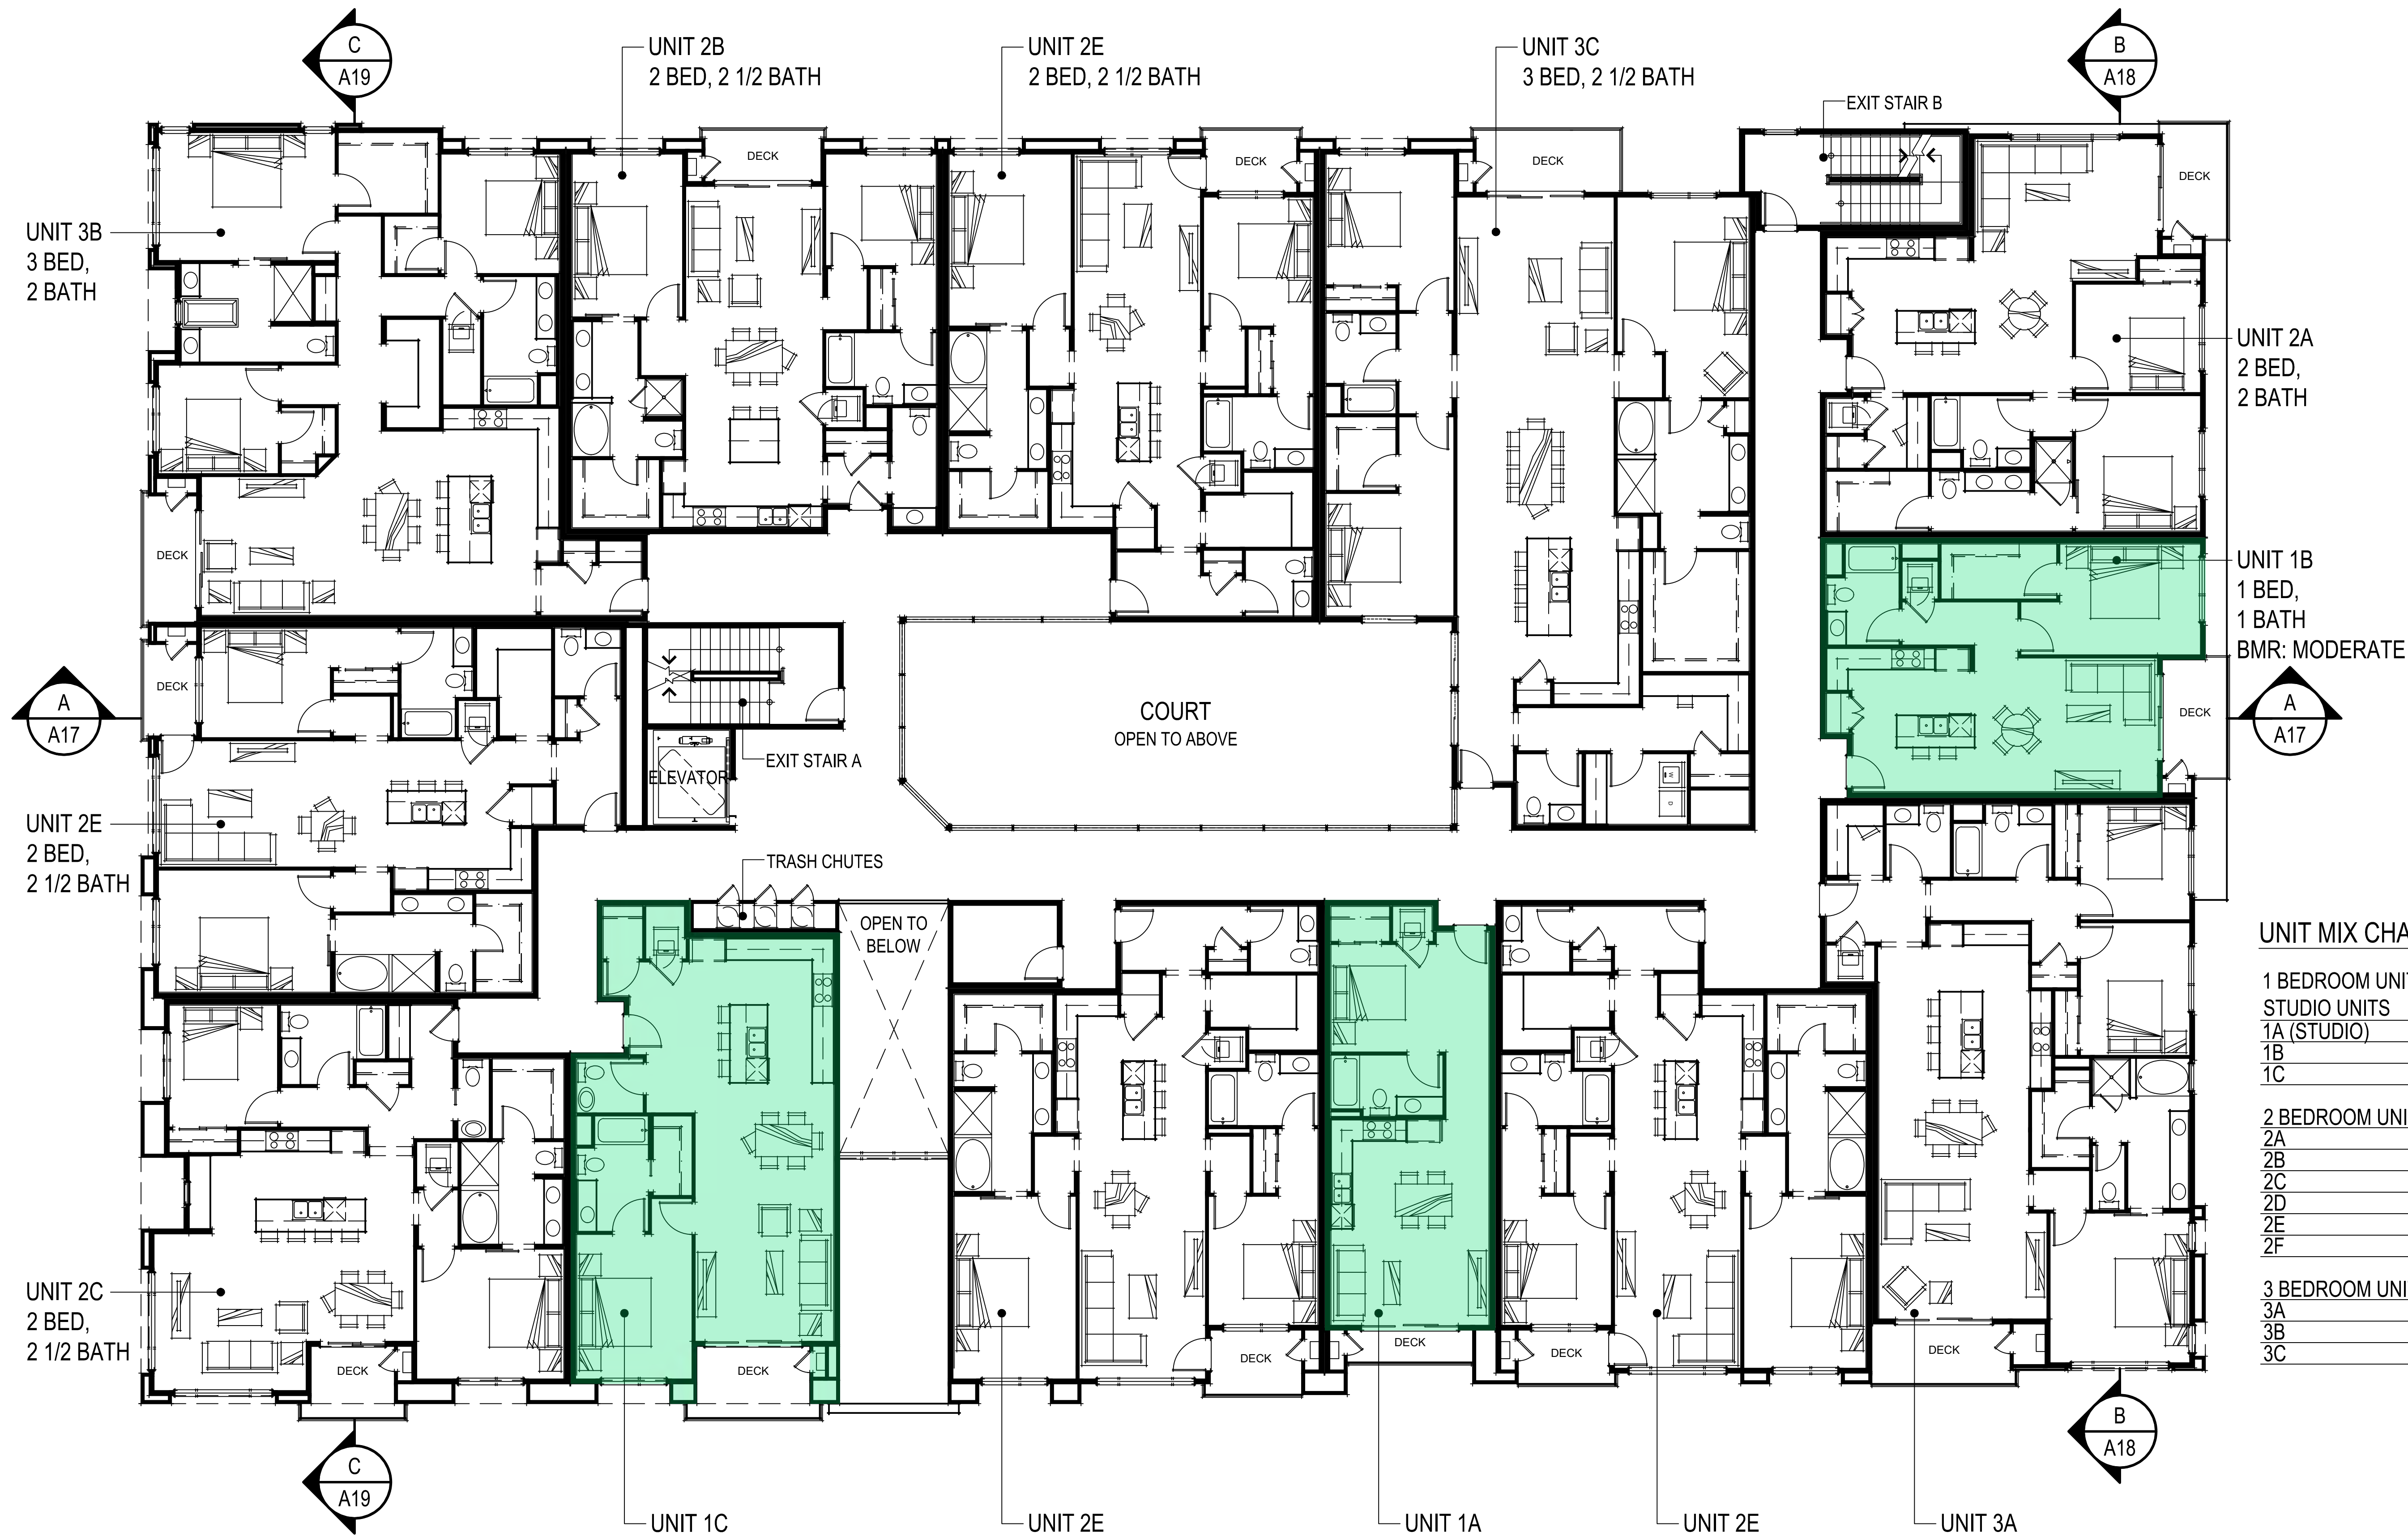 C
A19
UNIT 2B
2 BED, 2 1/2 BATH
UNIT 2E
2 BED, 2 1/2 BATH
UNIT 3C
3 BED, 2 1/2 BATH
B
A18
EXIT STAIR B
DECK
DECK
DECK
DECK
UNIT 3B
3 BED,
2 BATH
UNIT 2A
2 BED,
2 BATH
DECK
UNIT 1B
1 BED,
1 BATH
BMR: MODERATE
DECK
A
A17
COURT
OPEN TO ABOVE
EXIT STAIR A
ELEVATOR
DECK
A
A17
UNIT 2E
2 BED,
2 1/2 BATH
TRASH CHUTES
OPEN TO
BELOW
W
UNIT MIX CHA
1 BEDROOM UNIT
STUDIO UNITS
1A (STUDIO)
1B
1C
2 BEDROOM UNI
2A
2B
2C
2D
2E
2F
3 BEDROOM UNI
3A
3B
3C
UNIT 2C
2 BED,
2 1/2 BATH
DECK
DECK
DECK
DECK
DECK
DECK
C
A19
B
A18
UNIT 1C
UNIT 2E
UNIT 1A
UNIT 2E
UNIT 3A